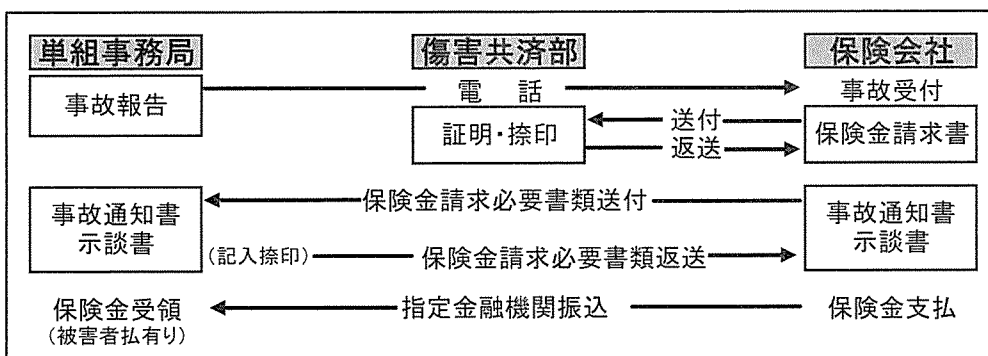 単組事務局 傷害共済部 保険会社
事故報告 電 話 事故受付
送付
証明・捺印 保険金請求書
返送
保険金請求必要書類送付
事故通知書 事故通知書
示談書 示談書
(記入捺印) 保険金請求必要書類返送
保険金受領 指定金融機関振込 保険金支払
(被害者払有り)